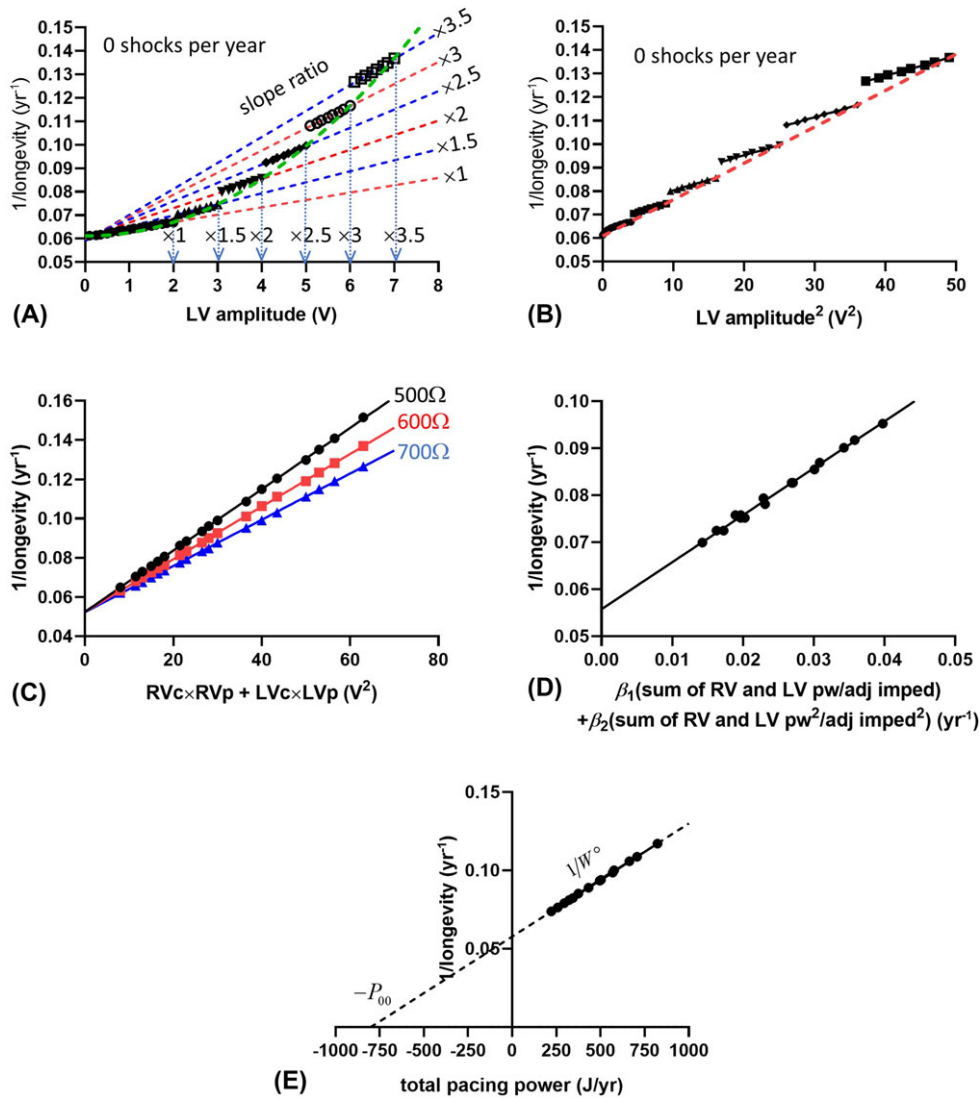 0 shocks per year
slope ratio
×3.5
×3
×2.5
×2
×1.5
×1
0.15
0.14
0.13
0.12
0.11
0.10
0.09
0.08
0.07
0.06
0.05
1/longevity (yr⁻¹)
×1 ×1.5 ×2 ×2.5 ×3 ×3.5
0 1 2 3 4 5 6 7 8
LV amplitude (V)
(A)
0 shocks per year
0.15
0.14
0.13
0.12
0.11
0.10
0.09
0.08
0.07
0.06
0.05
1/longevity (yr⁻¹)
0 10 20 30 40 50
LV amplitude² (V²)
(B)
0.16
0.14
0.12
0.10
0.08
0.06
0.04
1/longevity (yr⁻¹)
500Ω
600Ω
700Ω
0 20 40 60 80
RVc×RVp + LVc×LVp (V²)
(C)
0.10
0.09
0.08
0.07
0.06
0.05
1/longevity (yr⁻¹)
0.00 0.01 0.02 0.03 0.04 0.05
β₁(sum of RV and LV pw/adj imped)
+β₂(sum of RV and LV pw²/adj imped²) (yr⁻¹)
(D)
0.15
0.10
0.05
1/longevity (yr⁻¹)
1/W°
−P₀₀
-1000 -750 -500 -250 0 250 500 750 1000
total pacing power (J/yr)
(E)